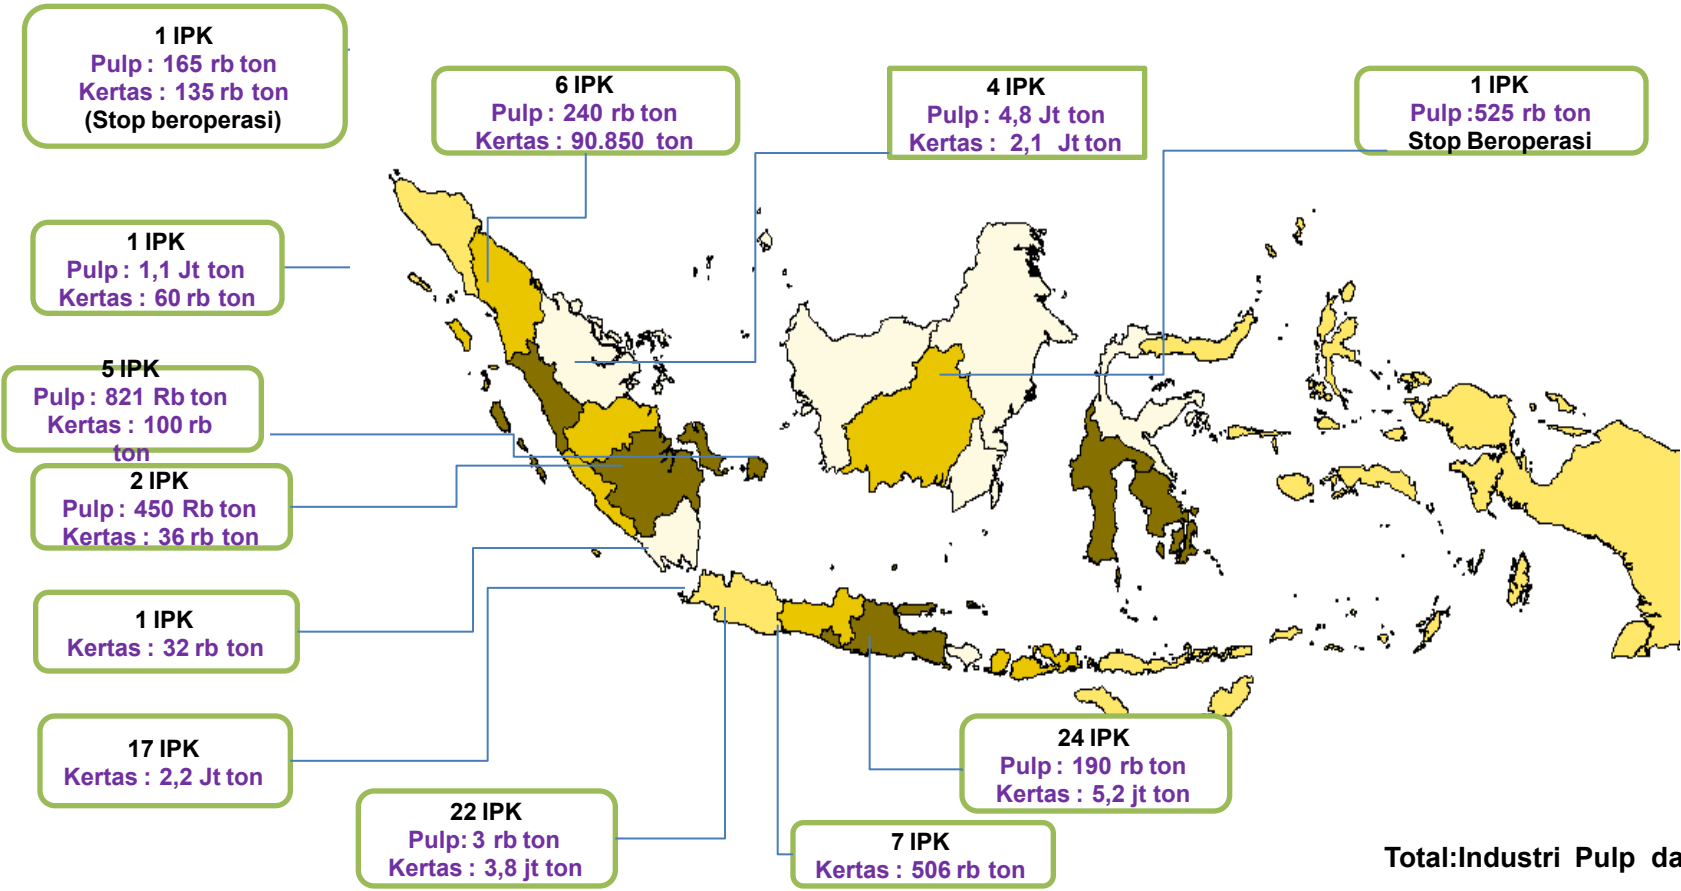 1 IPK
Pulp : 165 rb ton
Kertas : 135 rb ton
(Stop beroperasi)
6 IPK
Pulp : 240 rb ton
Kertas : 90.850 ton
4 IPK
Pulp : 4,8 Jt ton
Kertas : 2,1 Jt ton
1 IPK
Pulp :525 rb ton
Stop Beroperasi
1 IPK
Pulp : 1,1 Jt ton
Kertas : 60 rb ton
5 IPK
Pulp : 821 Rb ton
Kertas : 100 rb
ton
2 IPK
Pulp : 450 Rb ton
Kertas : 36 rb ton
1 IPK
Kertas : 32 rb ton
17 IPK
Kertas : 2,2 Jt ton
22 IPK
Pulp: 3 rb ton
Kertas : 3,8 jt ton
7 IPK
Kertas : 506 rb ton
24 IPK
Pulp : 190 rb ton
Kertas : 5,2 jt ton
Total:Industri Pulp da